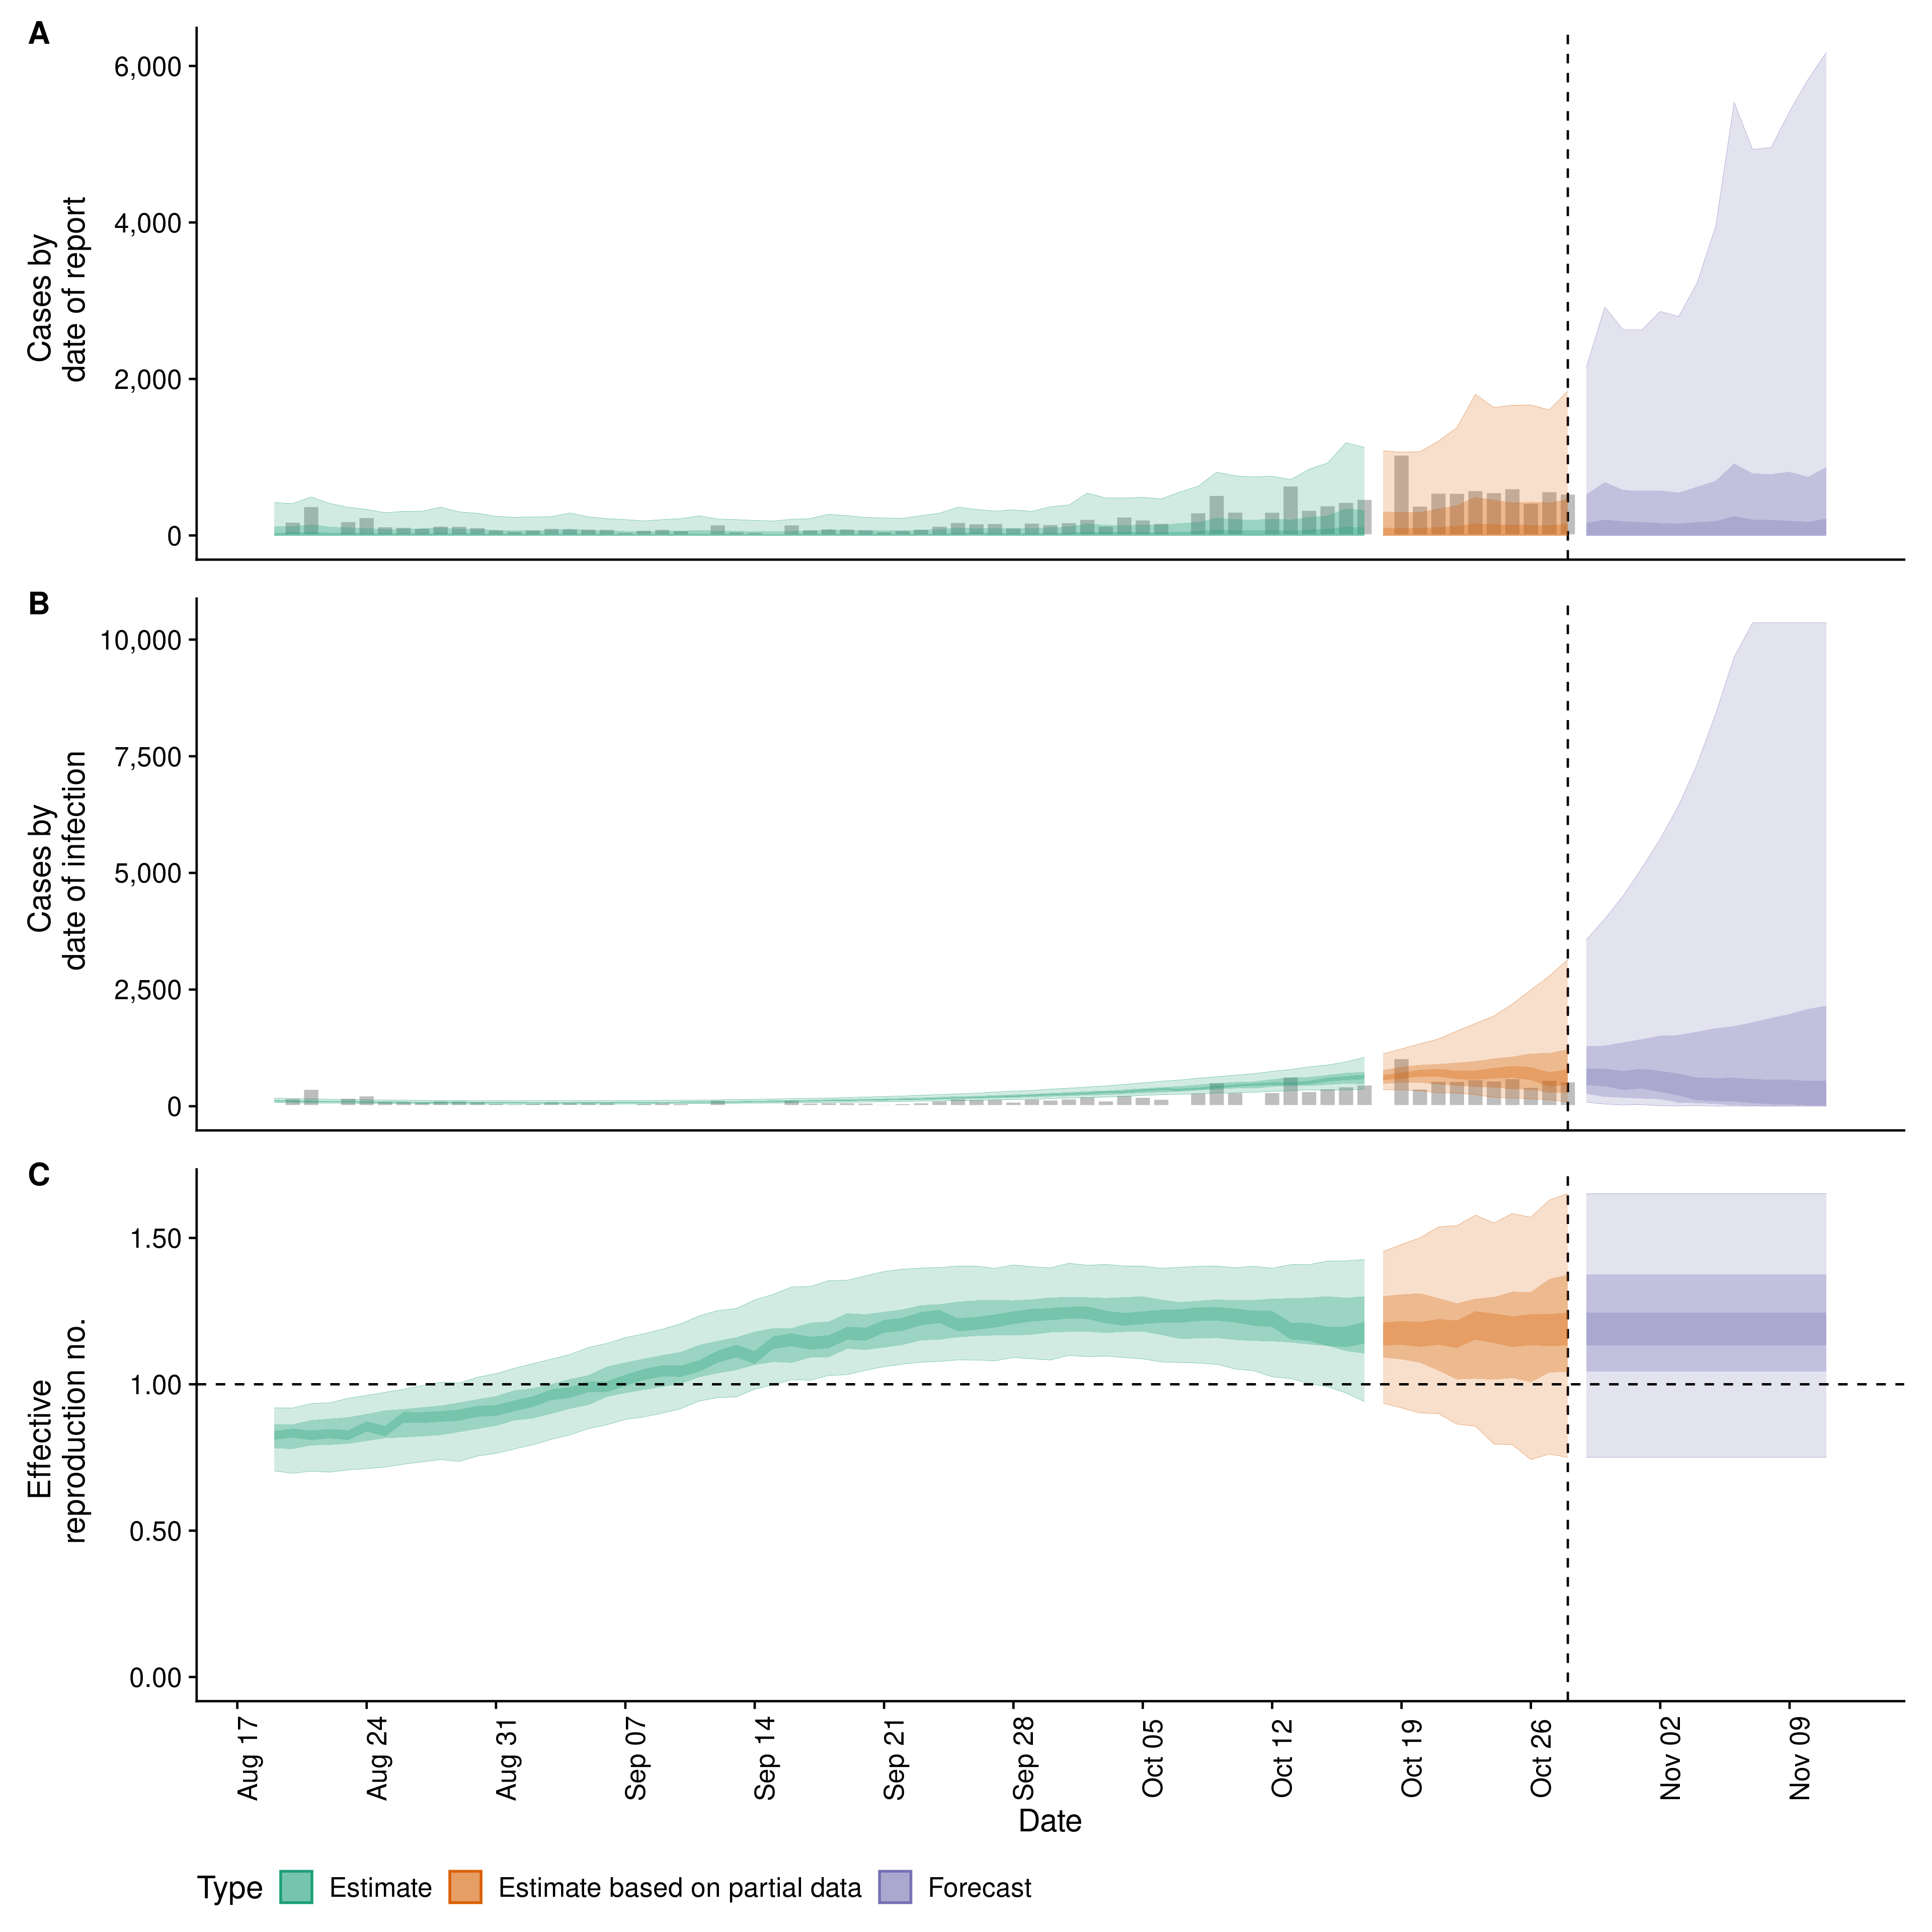 A
6,000
4,000
2,000
0
Cases by
date of report
B
10,000
7,500
5,000
2,500
0
Cases by
date of infection
C
1.50
1.00
0.50
0.00
Effective
reproduction no.
Aug 17
Aug 24
Aug 31
Sep 07
Sep 14
Sep 21
Sep 28
Oct 05
Oct 12
Oct 19
Oct 26
Nov 02
Nov 09
Date
Type Estimate Estimate based on partial data Forecast